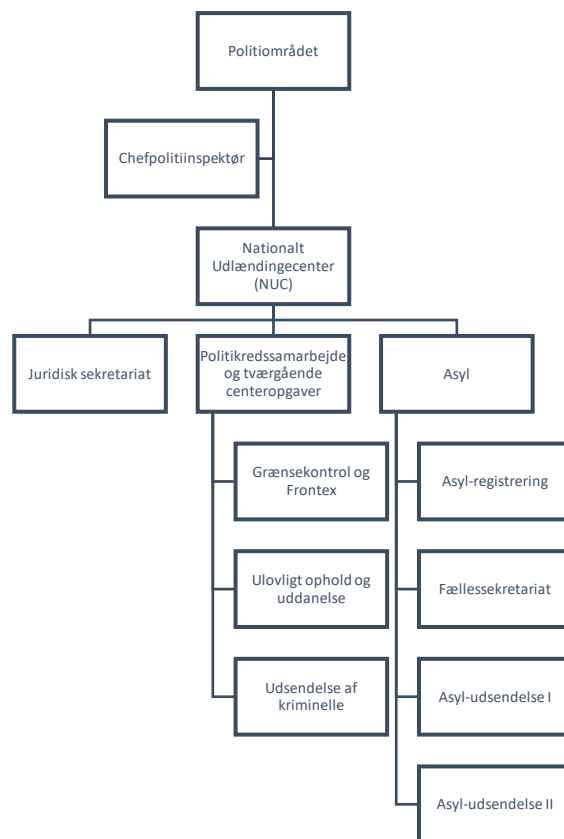 Politiområdet
Chefpolitiinspektør
Nationalt
Udlændingecenter
(NUC)
Juridisk sekretariat
Politikredssamarbejde
og tværgående
centeropgaver
Asyl
Grænsekontrol og
Frontex
Ulovligt ophold og
uddanelse
Udsendelse af
kriminelle
Asyl-registrering
Fællessekretariat
Asyl-udsendelse I
Asyl-udsendelse II